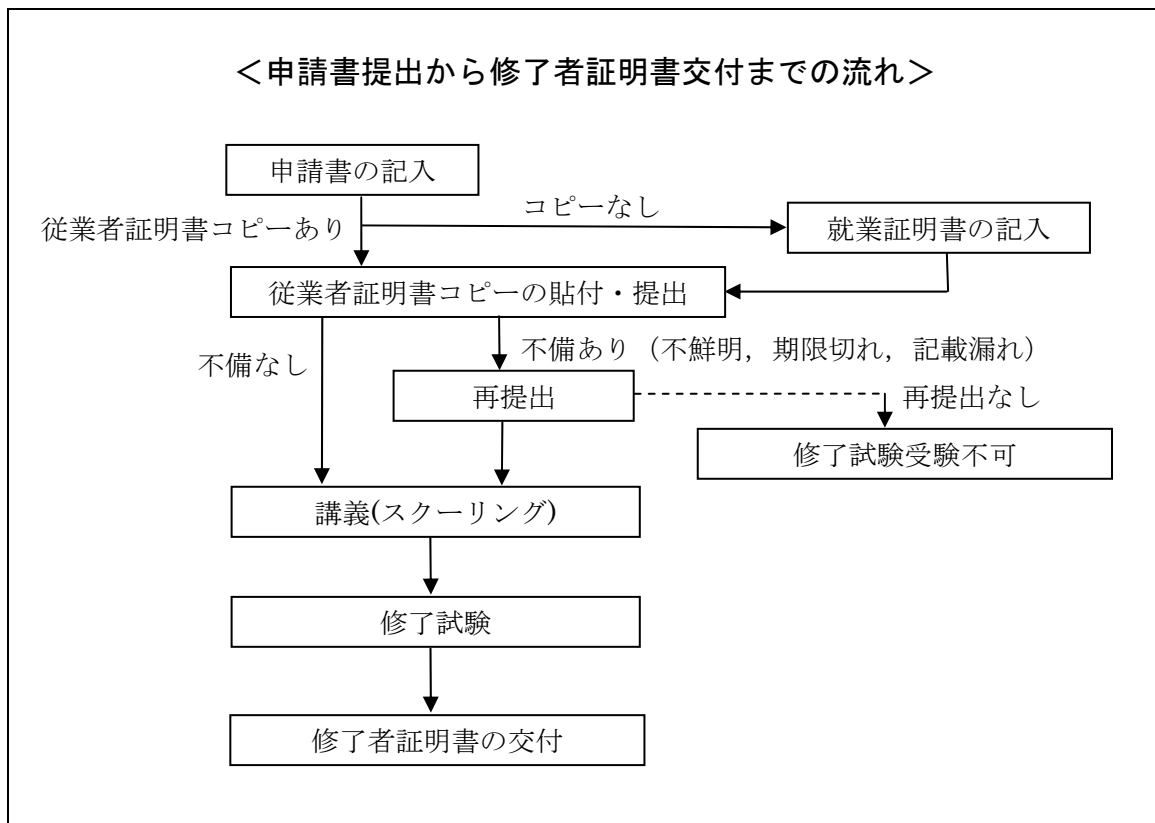 ＜申請書提出から修了者証明書交付までの流れ＞
申請書の記入
従業者証明書コピーあり
コピーなし
就業証明書の記入
従業者証明書コピーの貼付・提出
不備なし
不備あり（不鮮明，期限切れ，記載漏れ）
再提出
再提出なし
修了試験受験不可
講義(スクーリング)
修了試験
修了者証明書の交付